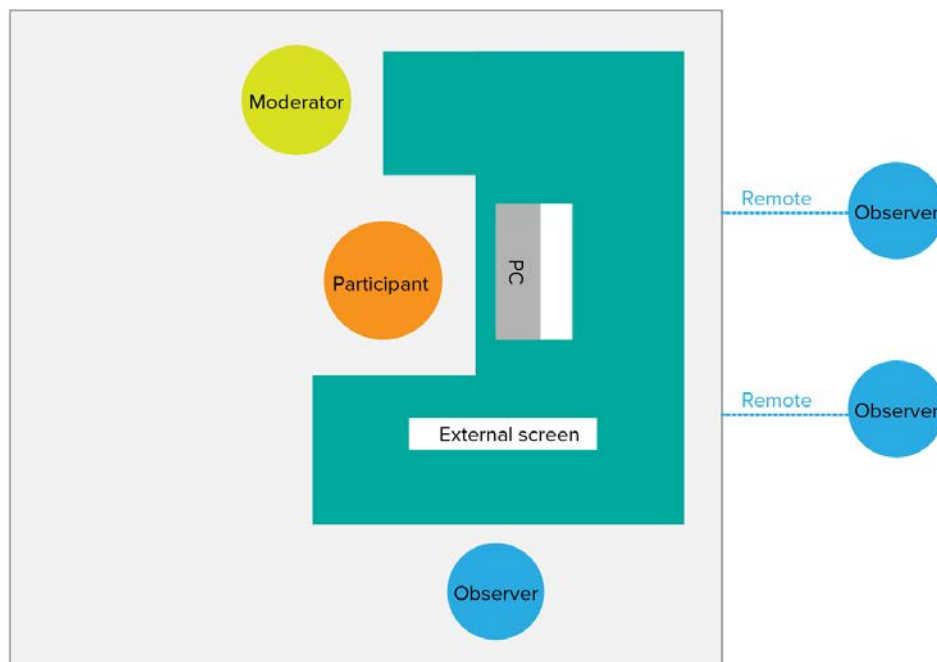 Moderator
Remote
Observer
Participant
PC
Remote
Observer
External screen
Observer